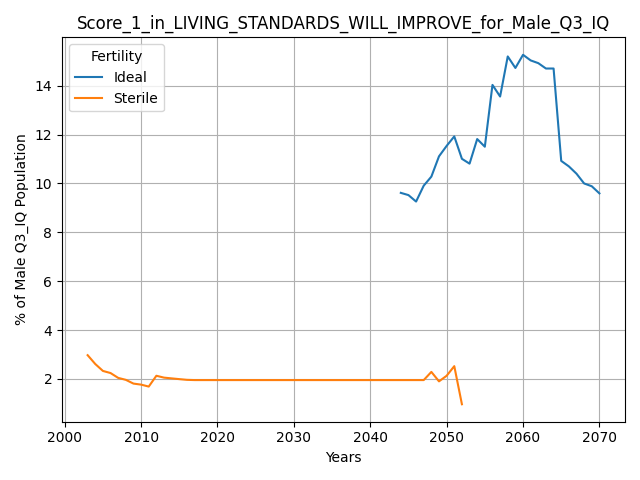 Score_1_in_LIVING_STANDARDS_WILL_IMPROVE_for_Male_Q3_IQ
Fertility
Ideal
Sterile
% of Male Q3_IQ Population
14
12
10
8
6
4
2
2000 2010 2020 2030 2040 2050 2060 2070
Years